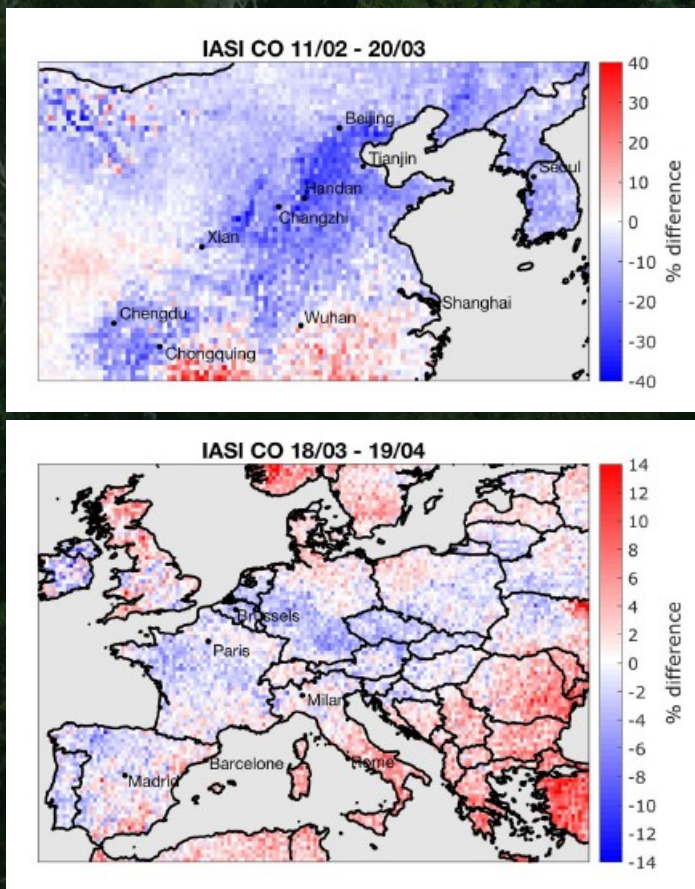 IASI CO 11/02 - 20/03
Beijing
Tianjin
Seoul
Handan
Changzhi
Xian
Shanghai
Chengdu
Wuhan
Chongquing
40
30
20
10
0
-10
-20
-30
-40
% difference
IASI CO 18/03 - 19/04
Brussels
Paris
Milan
Barcelone
Rome
Madrid
14
12
10
8
6
4
2
0
-2
-4
-6
-8
-10
-12
-14
% difference